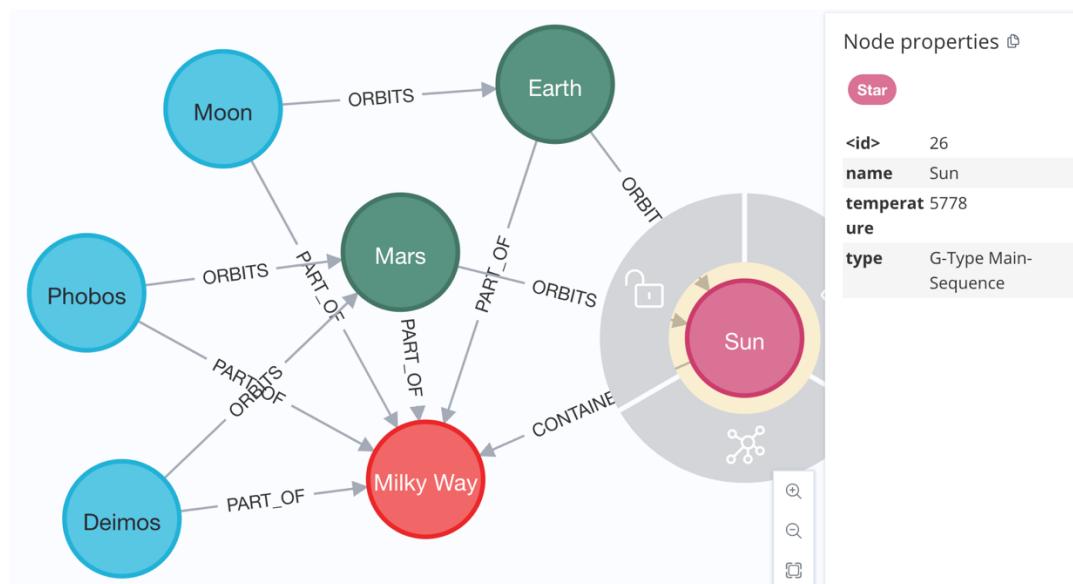 Moon
ORBITS
Earth
ORBIT
PART_OF
Mars
PART_OF
ORBITS
Phobos
ORBITS
PART_OF
PART_OF
ORBITS
Sun
CONTAINE
Milky Way
Deimos
PART_OF
Node properties
Star
<id> 26
name Sun
temperat 5778
ure
type G-Type Main-
Sequence